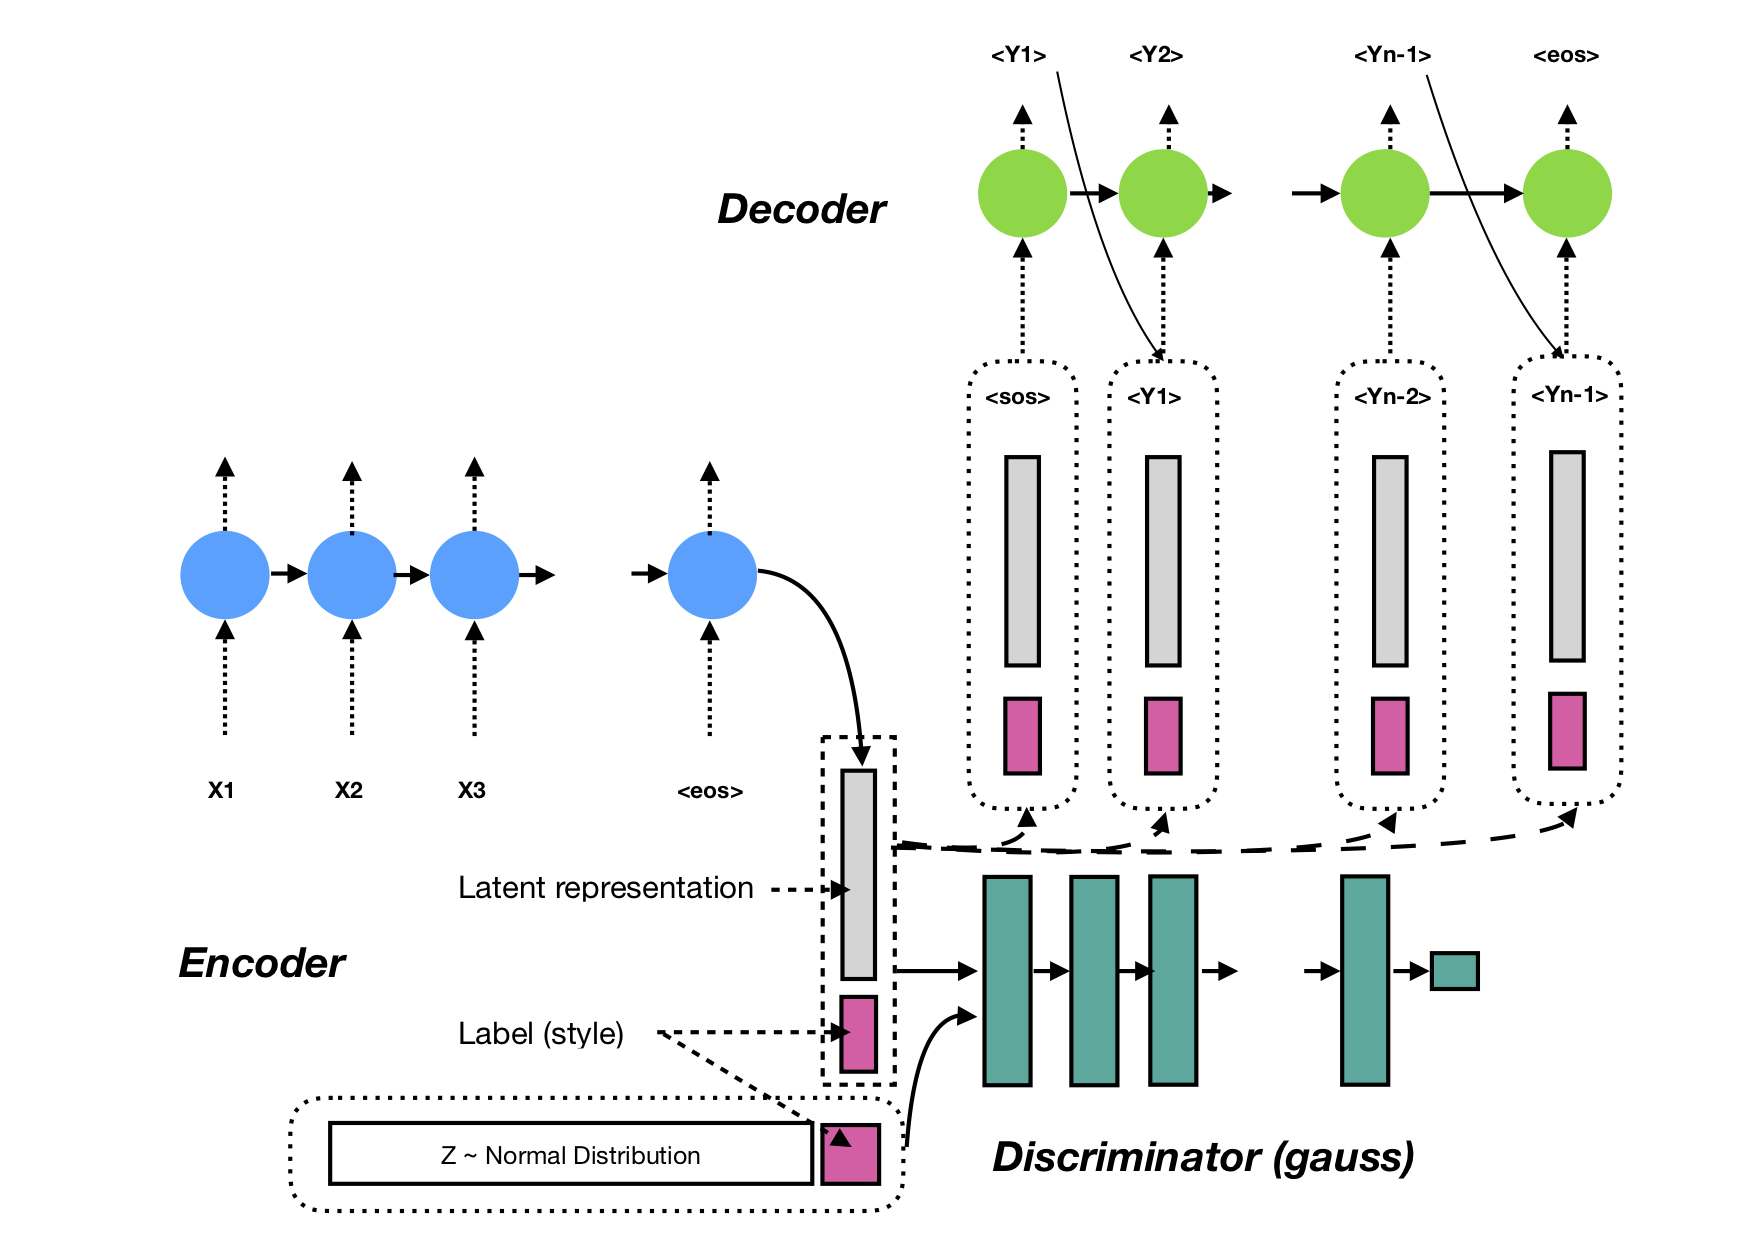 <Y1>
<Y2>
<Yn-1>
<eos>
Decoder
<sos>
<Y1>
<Yn-2>
<Yn-1>
X1
X2
X3
<eos>
Latent representation
Encoder
Label (style)
Z ~ Normal Distribution
Discriminator (gauss)